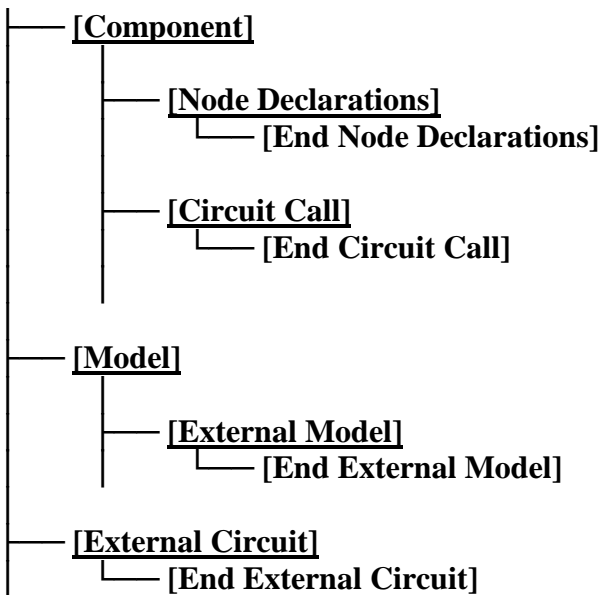 [Component]
[Node Declarations]
[End Node Declarations]
[Circuit Call]
[End Circuit Call]
[Model]
[External Model]
[End External Model]
[External Circuit]
[End External Circuit]